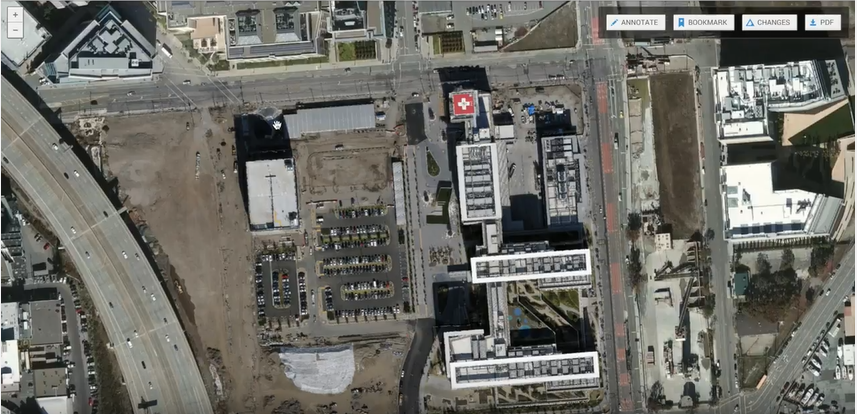 +
−
ANNOTATE
BOOKMARK
CHANGES
PDF